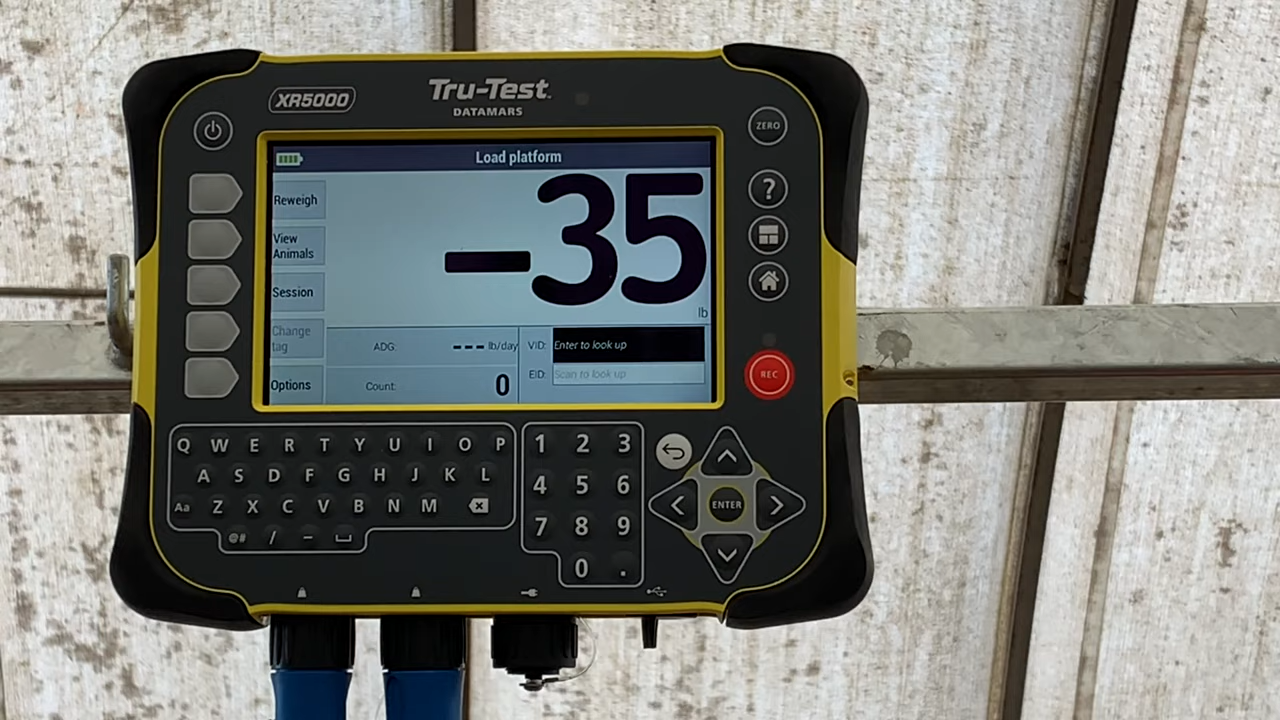 XR5000
Tru-Test
DATAMARS
ZERO
Load platform
Reweigh
View
Animals
Session
Change
tag
Options
-35
lb
ADG:
--- lb/day
Count:
0
VID:
Enter to look up
EID:
Scan to look up
?
REC
Q W E R T Y U I O P
A S D F G H J K L
Aa Z X C V B N M
@# / –
1 2 3
4 5 6
7 8 9
0 .
ENTER